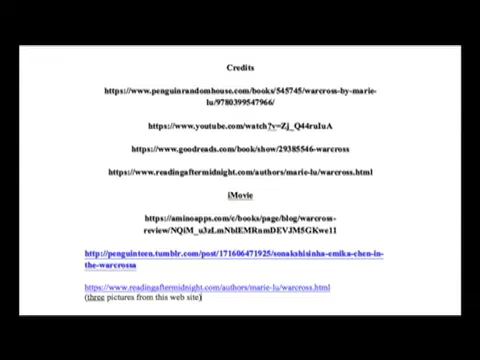 Credits
https://www.penguinrandomhouse.com/books/545745/warcross-by-marie-
lu/9780399547966/
https://www.youtube.com/watch?v=Zj_Q44ruIuA
https://www.goodreads.com/book/show/29385546-warcross
https://www.readingaftermidnight.com/authors/marie-lu/warcross.html
iMovie
https://aminoapps.com/c/books/page/blog/warcross-
review/NQiM_u3zLmNblEMRnmDEVJM5GKwe11
http://penguinteen.tumblr.com/post/171606471925/sonakshisinha-emika-chen-in-
the-warcrossa
https://www.readingaftermidnight.com/authors/marie-lu/warcross.html
(three pictures from this web site)